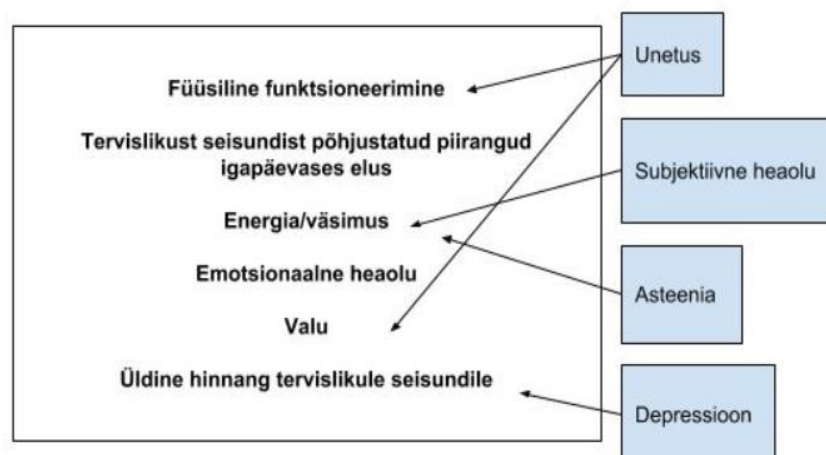 Füüsiline funktsioneerimine
Tervislikust seisundist põhjustatud piirangud
igapäevases elus
Energia/väsimus
Emotsionaalne heaolu
Valu
Üldine hinnang tervislikule seisundile
Unetus
Subjektiivne heaolu
Asteenia
Depressioon